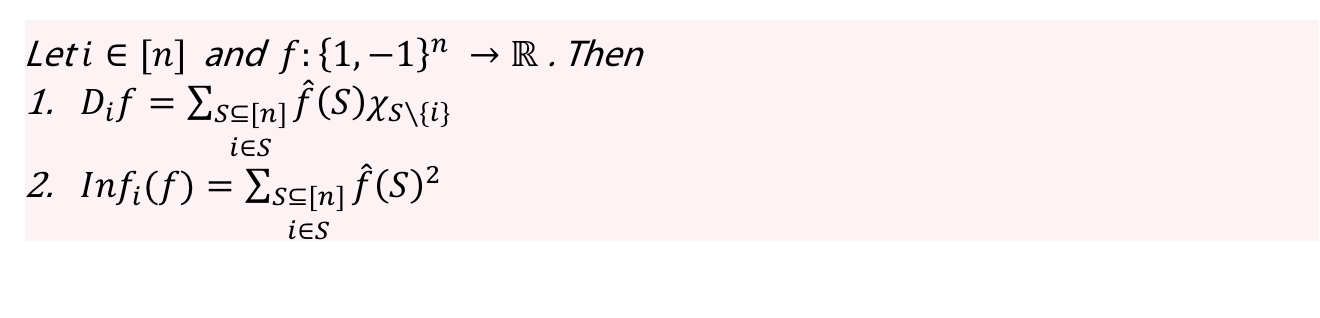 Let i ∈ [n] and f: {1, −1}ⁿ → ℝ . Then
1. Dᵢf = ∑_{S⊆[n]} f̂(S)χ_{S\{i}}
i∈S
2. Infᵢ(f) = ∑_{S⊆[n]} f̂(S)²
i∈S